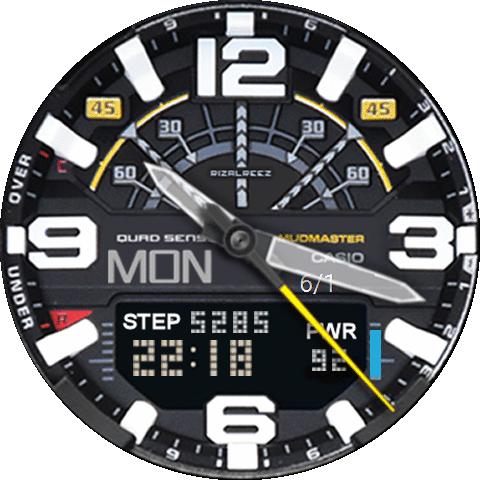 12
45 45
30 30
60 60
RIZALREEZ
OVER
9 3
QUAD SENS MUDMASTER
CASIO
MON
6/1
UNDER
STEP 5285
PWR
22:18
92
6